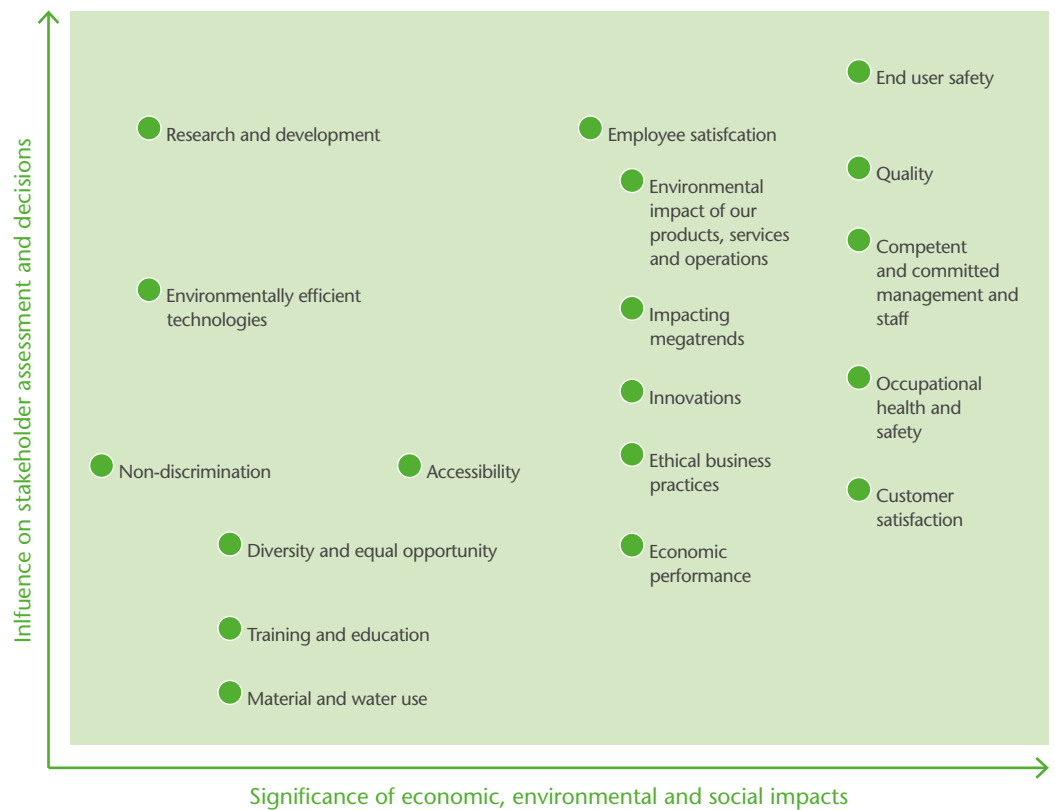 Inlfuence on stakeholder assessment and decisions
End user safety
Research and development
Employee satisfcation
Quality
Environmental
impact of our
products, services
and operations
Competent
and committed
management and
staff
Environmentally efficient
technologies
Impacting
megatrends
Innovations
Occupational
health and
safety
Non-discrimination
Accessibility
Ethical business
practices
Customer
satisfaction
Diversity and equal opportunity
Economic
performance
Training and education
Material and water use
Significance of economic, environmental and social impacts